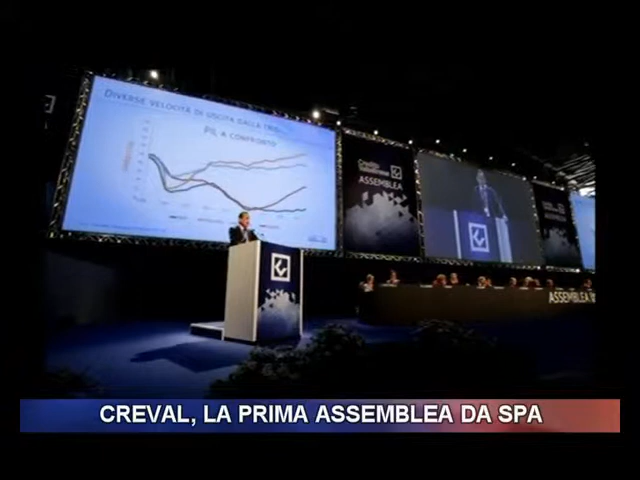 DIVERSE VELOCITÀ DI USCITA DALLA CRISI
PIL A CONFRONTO
Credito
Valtellinese
ASSEMBLEA
ASSEMBLEA
CREVAL, LA PRIMA ASSEMBLEA DA SPA